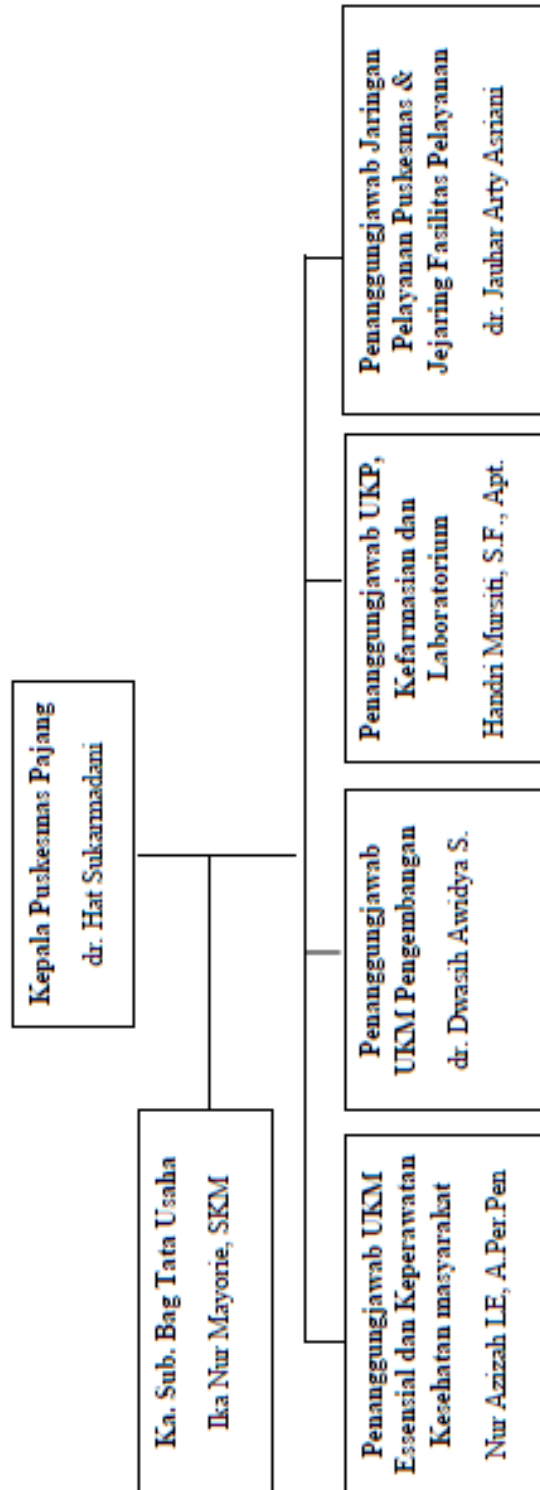 Kepala Puskesmas Pajang
dr. Hat Sukarmadani
Ka. Sub. Bag Tata Usaha
Ika Nur Mayorie, SKM
Penanggungjawab UKM
Essensial dan Keperawatan
Kesehatan masyarakat
Nur Azizah LE, A.Per.Pen
Penanggungjawab
UKM Pengembangan
dr. Dwasih Awidya S.
Penanggungjawab UKP,
Kefarmasian dan
Laboratorium
Handri Mursiti, S.F., Apt.
Penanggungjawab Jaringan
Pelayanan Puskesmas &
Jejaring Fasilitas Pelayanan
dr. Jauhar Arty Asriani